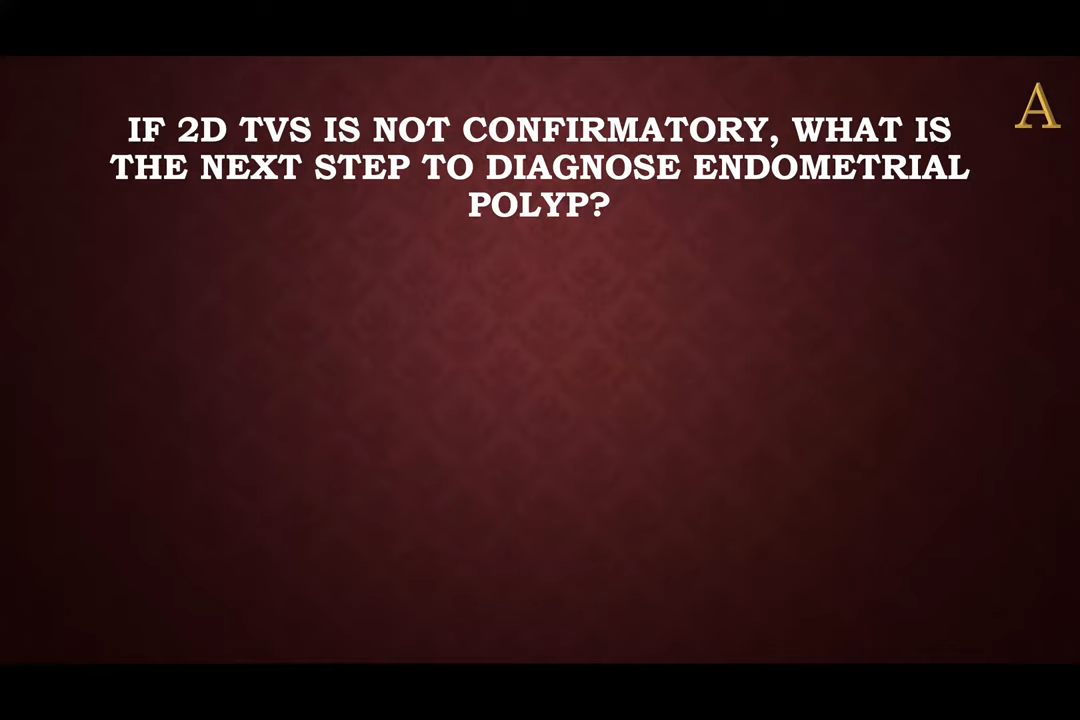 IF 2D TVS IS NOT CONFIRMATORY, WHAT IS
THE NEXT STEP TO DIAGNOSE ENDOMETRIAL
POLYP?
A